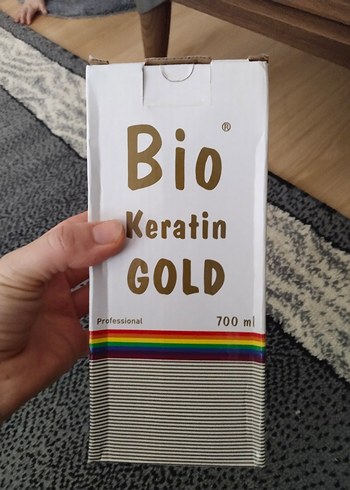 Bio ®
Keratin
GOLD
Professional 700 ml